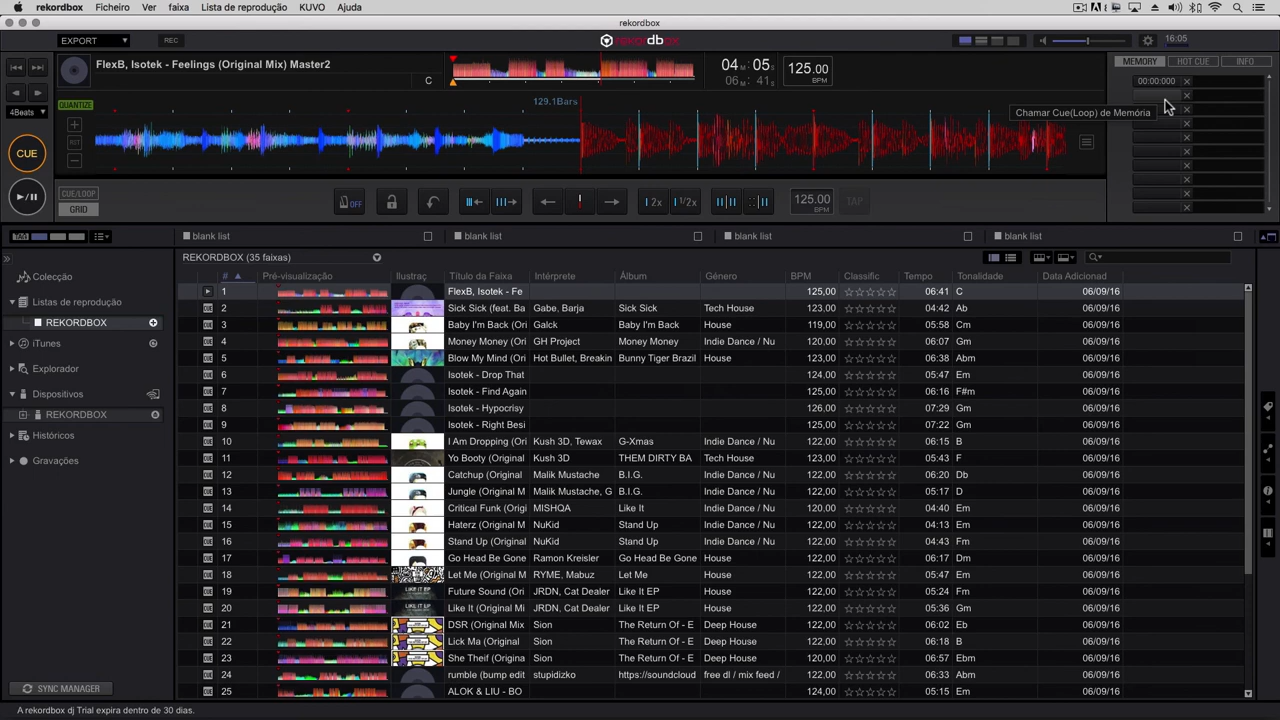 rekordbox Ficheiro Ver faixa Lista de reprodução KUVO Ajuda
rekordbox
EXPORT REC rekordbox 16:05
FlexB, Isotek - Feelings (Original Mix) Master2 C 04 M : 05 S 06 M : 41 S 125.00 BPM MEMORY HOT CUE INFO
00:00:000
QUANTIZE 129.1Bars
4Beats
Chamar Cue(Loop) de Memória
RST
CUE
CUE/LOOP
GRID
OFF 2x 1/2x 125.00 BPM TAP
TAG blank list blank list blank list blank list
REKORDBOX (35 faixas)
Colecção
Listas de reprodução
REKORDBOX
iTunes
Explorador
Dispositivos
REKORDBOX
Históricos
Gravações
SYNC MANAGER
# Pré-visualização Ilustraç Título da Faixa Intérprete Álbum Género BPM Classific Tempo Tonalidade Data Adicionad
1 FlexB, Isotek - Fe 125,00 06:41 C 06/09/16
2 Sick Sick (feat. Ba Gabe, Barja Sick Sick Tech House 123,00 04:42 Ab 06/09/16
3 Baby I'm Back (Ori Galck Baby I'm Back House 119,00 05:58 Cm 06/09/16
4 Money Money (Ori GH Project Money Money Indie Dance / Nu 120,00 06:07 Gm 06/09/16
5 Blow My Mind (Ori Hot Bullet, Breakin Bunny Tiger Brazil House 123,00 06:38 Abm 06/09/16
6 Isotek - Drop That 124,00 05:47 Em 06/09/16
7 Isotek - Find Again 125,00 06:16 F#m 06/09/16
8 Isotek - Hypocrisy 126,00 07:29 Gm 06/09/16
9 Isotek - Right Besi 125,00 07:22 Gm 06/09/16
10 I Am Dropping (Ori Kush 3D, Tewax G-Xmas Indie Dance / Nu 122,00 06:15 B 06/09/16
11 Yo Booty (Original Kush 3D THEM DIRTY BA Tech House 122,00 05:43 F 06/09/16
12 Catchup (Original Malik Mustache B.I.G. Indie Dance / Nu 122,00 06:20 Db 06/09/16
13 Jungle (Original M Malik Mustache, G B.I.G. Indie Dance / Nu 122,00 05:17 D 06/09/16
14 Critical Funk (Origi MISHQA Like It Indie Dance / Nu 120,00 04:40 Em 06/09/16
15 Haterz (Original M NuKid Stand Up Indie Dance / Nu 122,00 04:13 Em 06/09/16
16 Stand Up (Original NuKid Stand Up Indie Dance / Nu 122,00 04:43 Fm 06/09/16
17 Go Head Be Gone Ramon Kreisler Go Head Be Gone House 122,00 06:17 Dm 06/09/16
18 Let Me (Original M RYME, Mabuz Let Me House 122,00 05:47 Em 06/09/16
19 LIKE IT EP Future Sound (Ori JRDN, Cat Dealer Like It EP House 122,00 05:24 Fm 06/09/16
20 LIKE IT EP Like It (Original M JRDN, Cat Dealer Like It EP House 122,00 05:36 Gm 06/09/16
21 DSR (Original Mix Sion The Return Of - E Deep House 122,00 06:02 Eb 06/09/16
22 Lick Ma (Original Sion The Return Of - E Deep House 122,00 06:18 B 06/09/16
23 She Theif (Origina Sion The Return Of - E Deep House 120,00 06:57 Ebm 06/09/16
24 rumble (bump edit stupidizko https://soundcloud free dl / mix feed / 122,00 06:33 Abm 06/09/16
25 ALOK & LIU - BO 124,00 05:15 Em 06/09/16
A rekordbox dj Trial expira dentro de 30 dias.